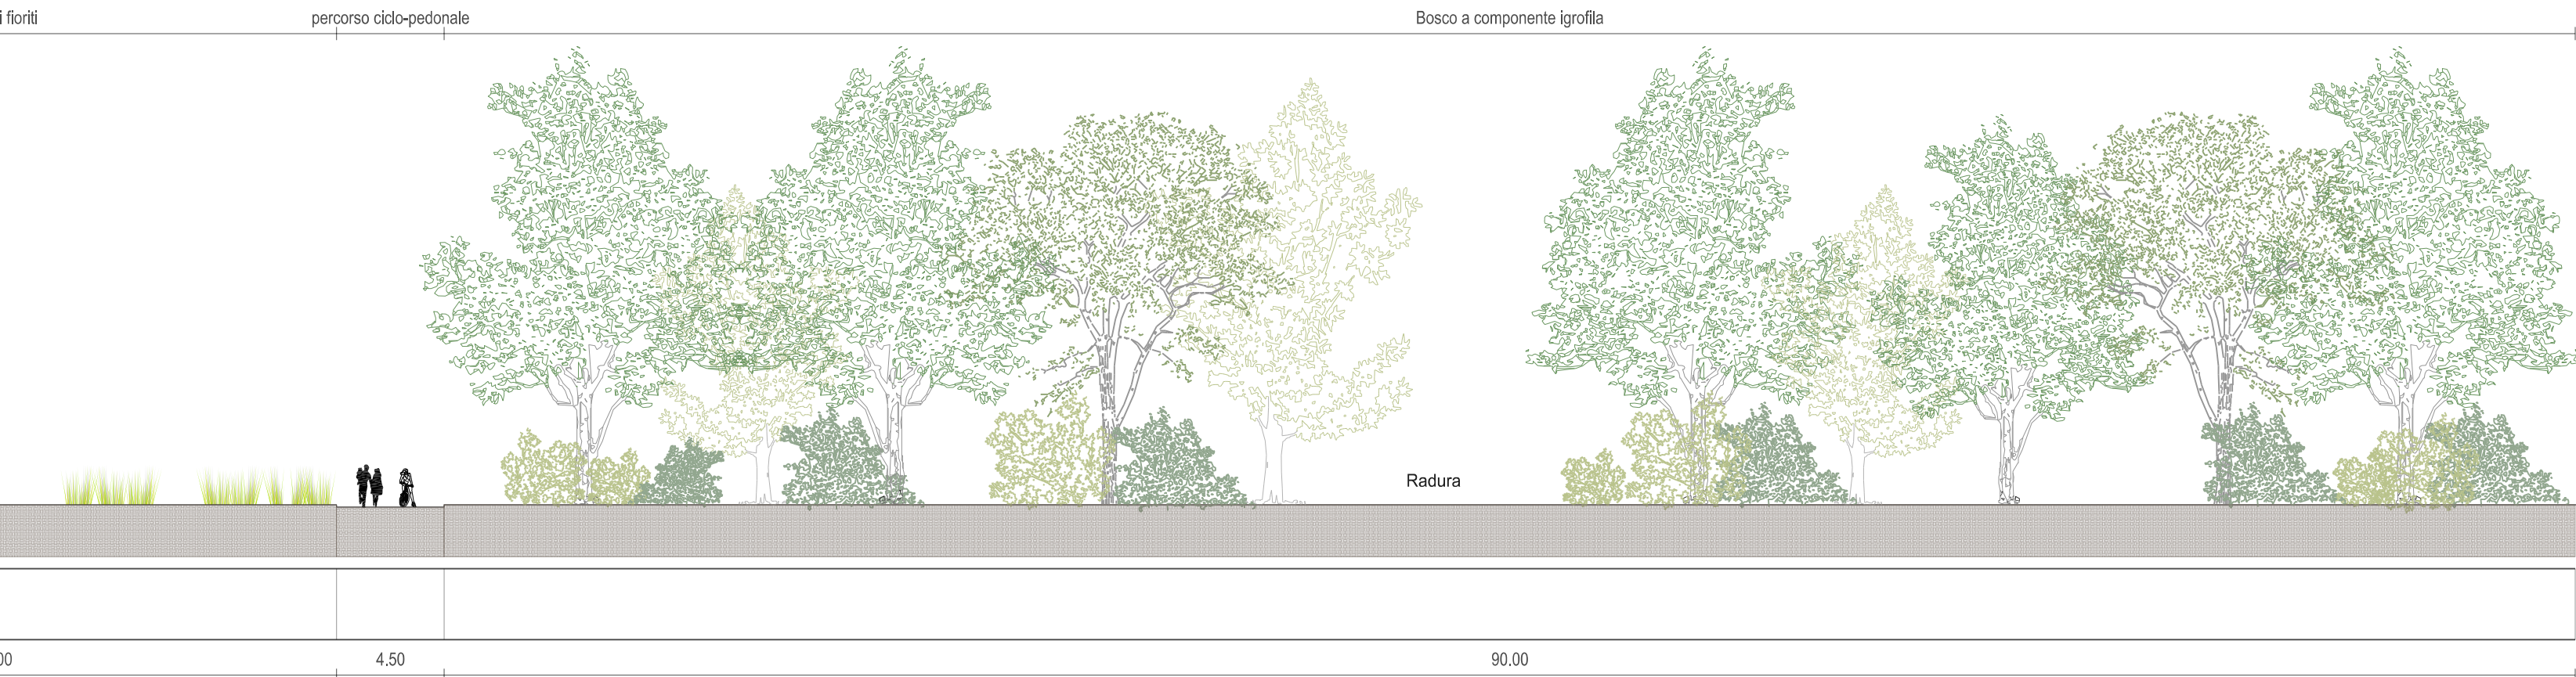 i fioriti
percorso ciclo-pedonale
Bosco a componente igrofila
Radura
00
4.50
90.00